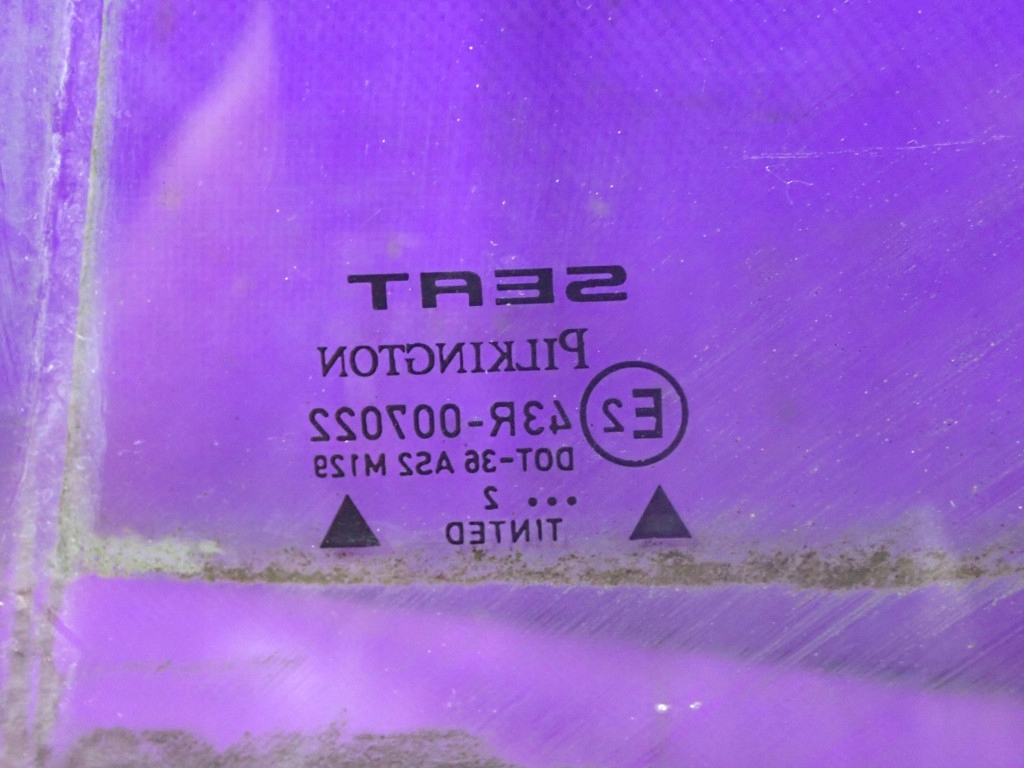 SEAT
PILKINGTON
E2 43R-007022
DOT-36 AS2 M129
••• 2
TINTED